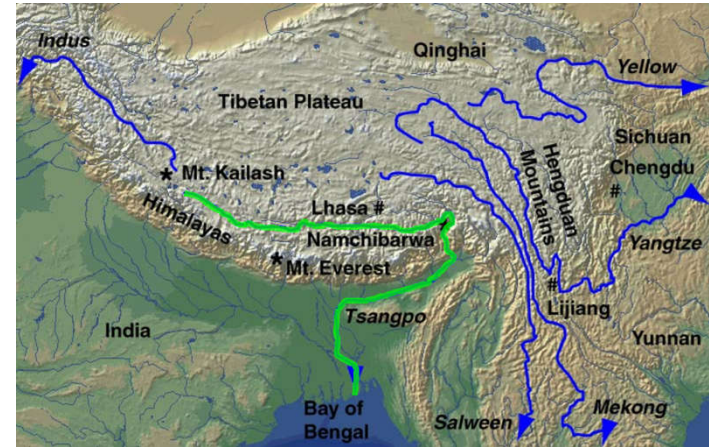 Indus
Qinghai
Yellow
Tibetan Plateau
Sichuan
Chengdu
#
* Mt. Kailash
Hengduan
Mountains
Himalayas
Lhasa #
Namchibarwa
Yangtze
* Mt. Everest
#
Lijiang
Tsangpo
India
Yunnan
Bay of
Bengal
Salween
Mekong